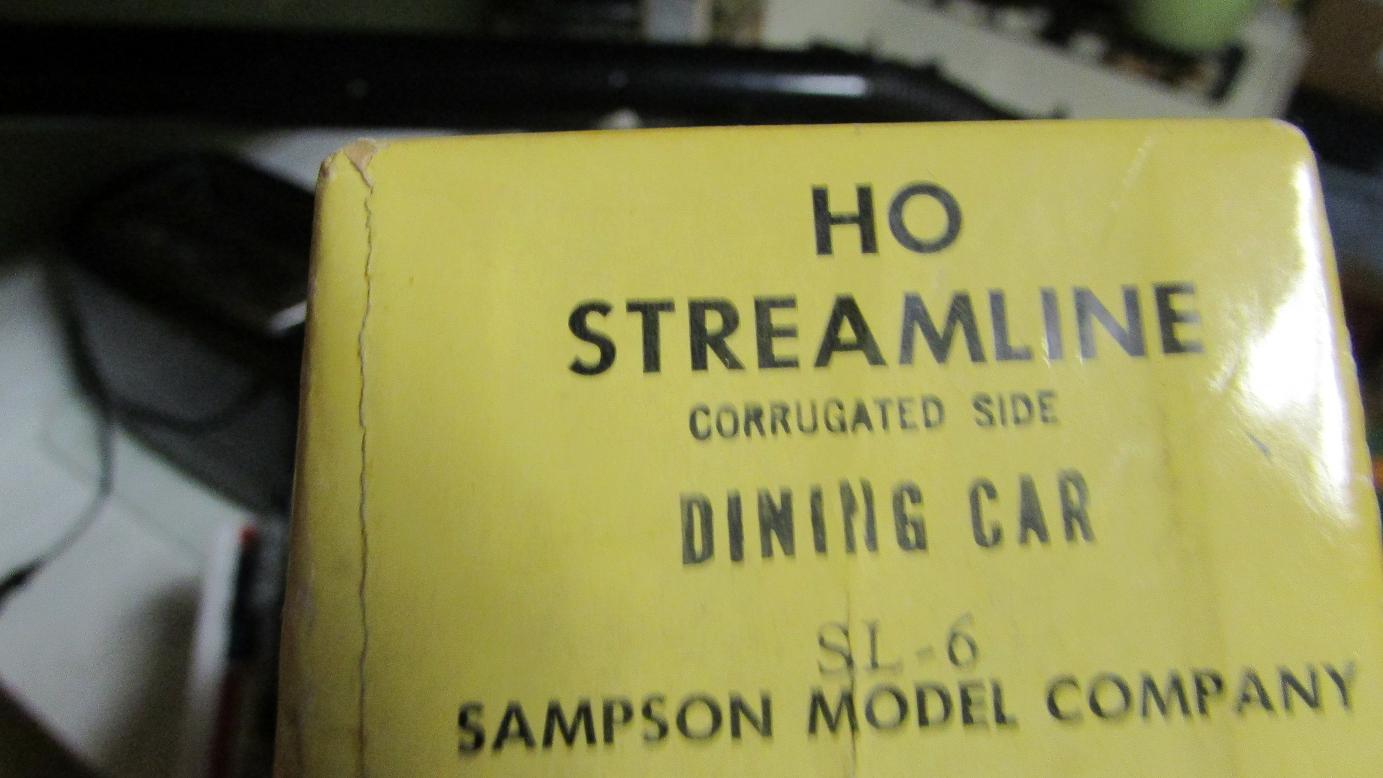 HO
STREAMLINE
CORRUGATED SIDE
DINING CAR
SL-6
SAMPSON MODEL COMPANY